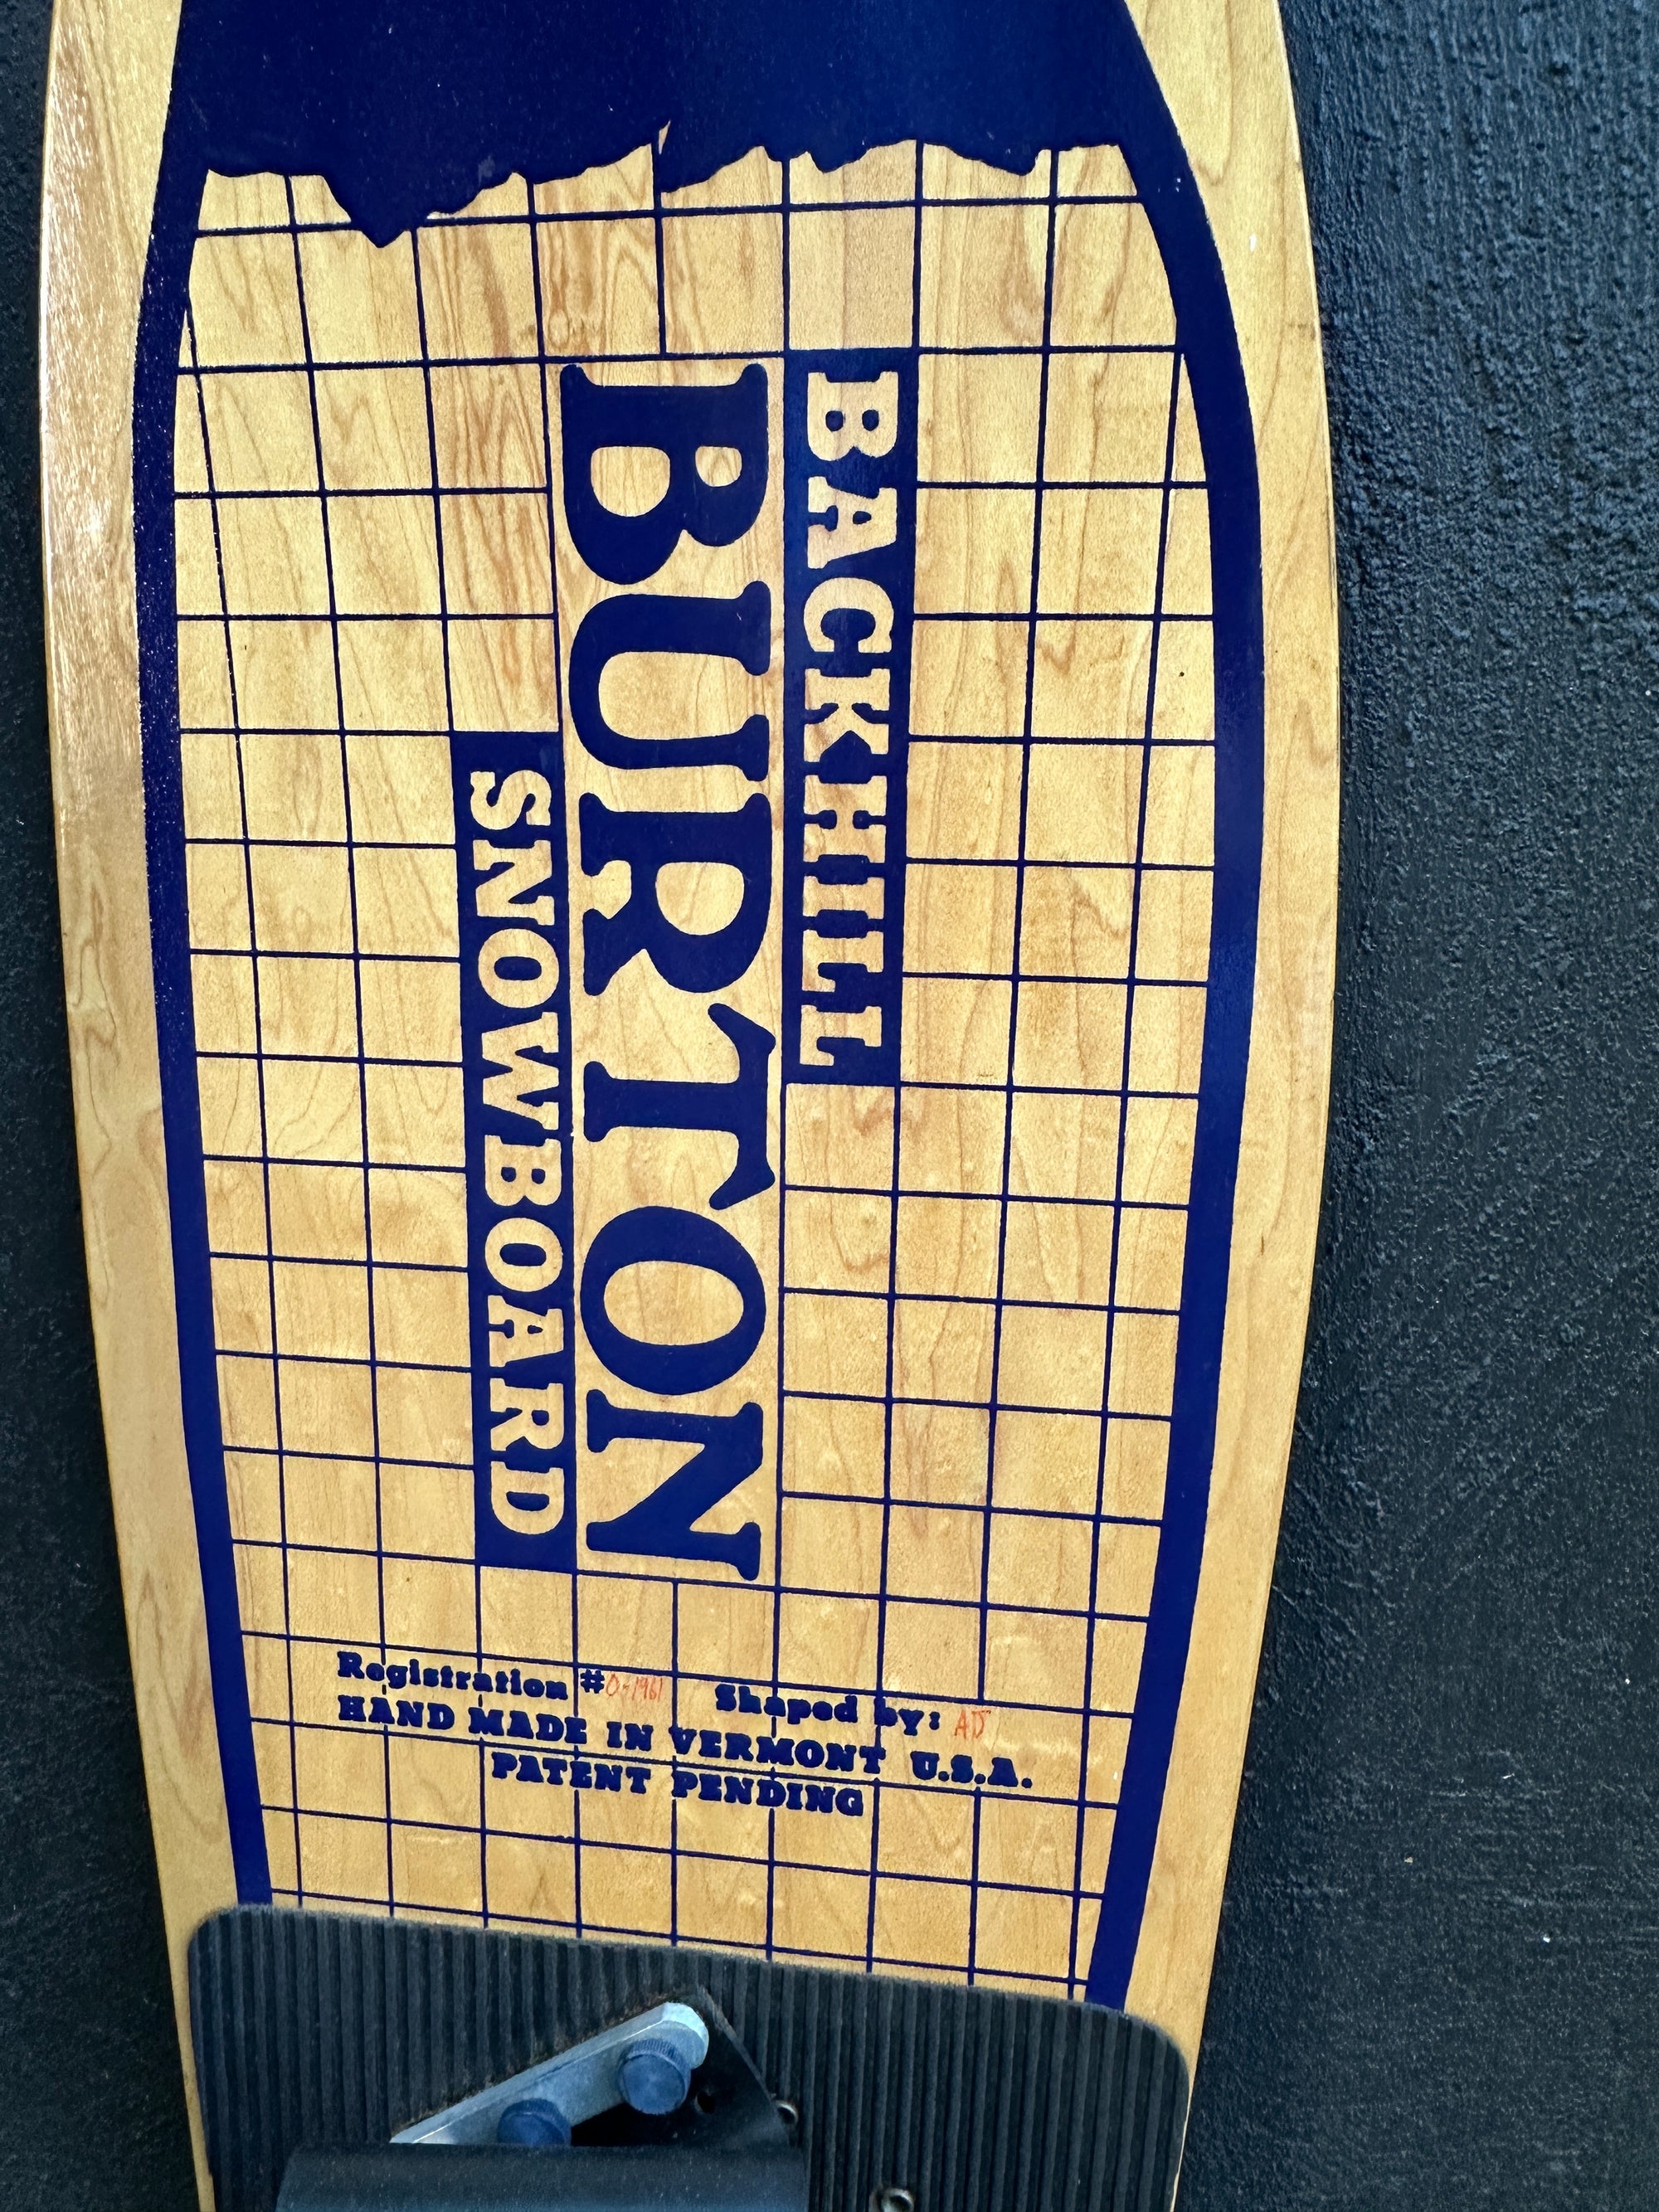 BACKHILL
BURTON
SNOWBOARD
Registration #0-1961 Shaped by: AD
HAND MADE IN VERMONT U.S.A.
PATENT PENDING